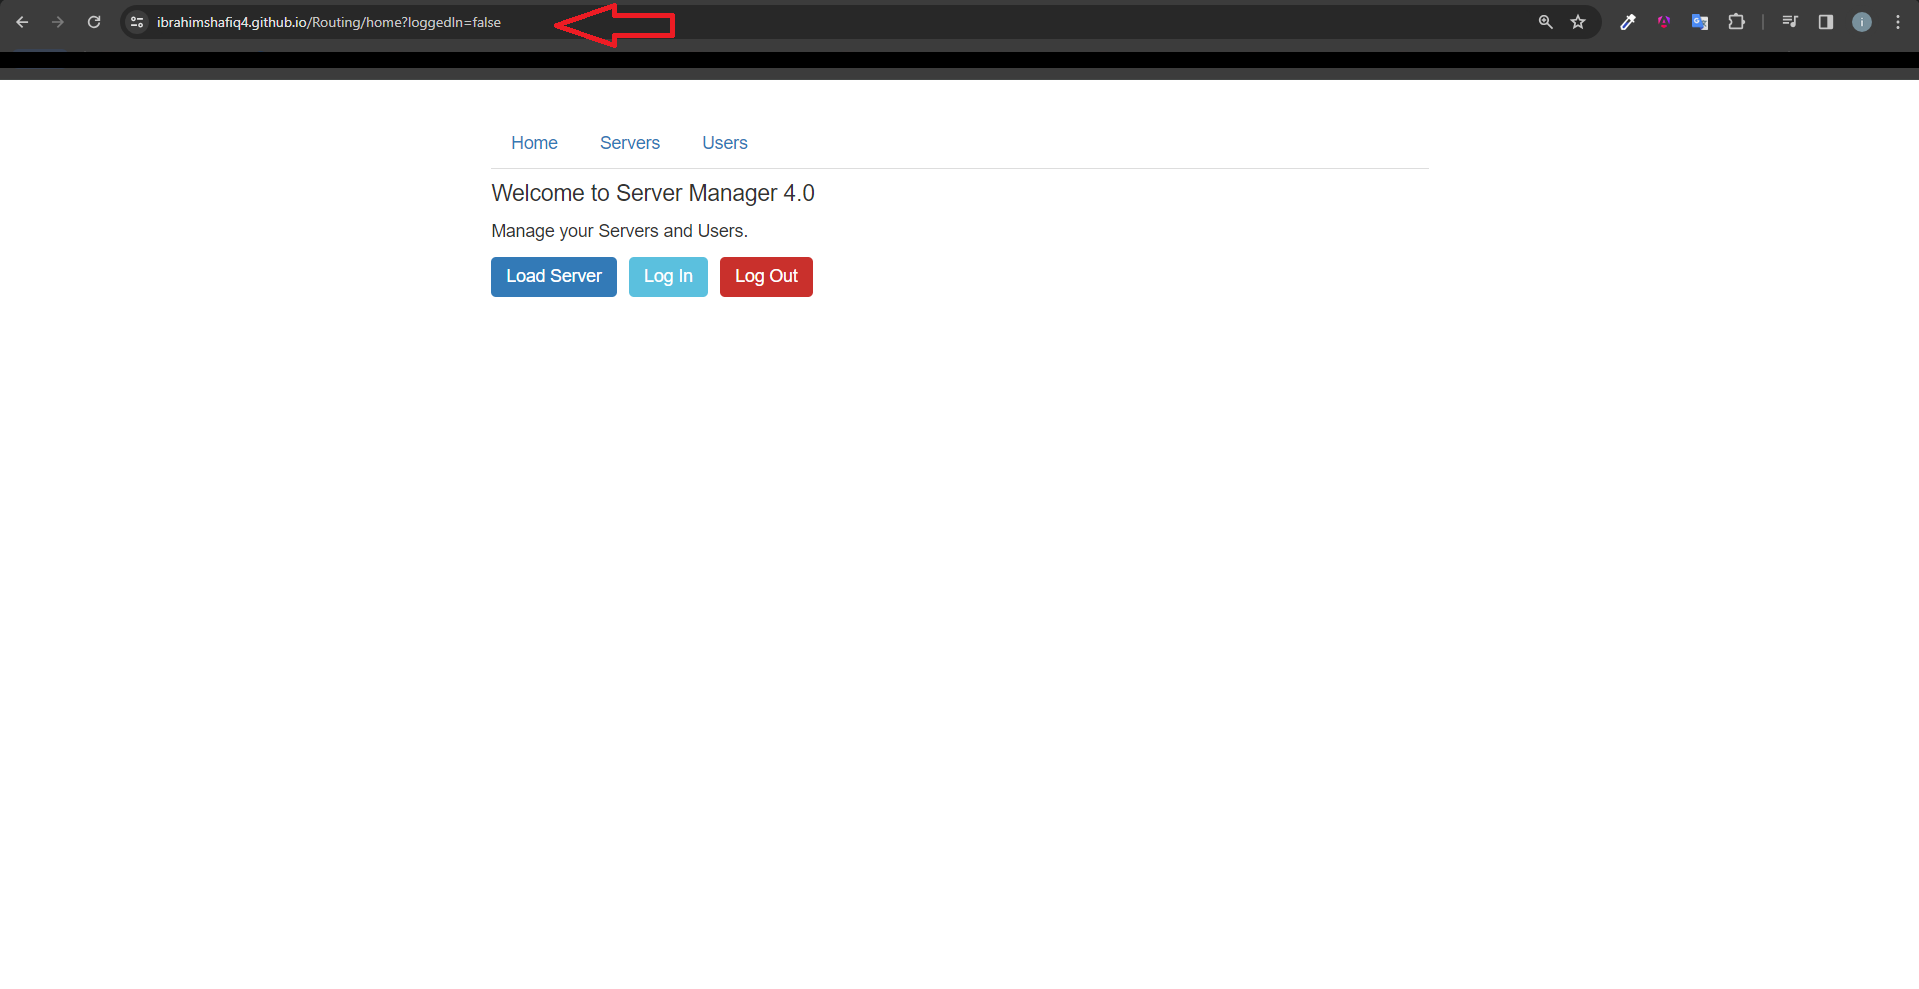 ibrahimshafiq4.github.io/Routing/home?loggedIn=false
i
Home Servers Users
Welcome to Server Manager 4.0
Manage your Servers and Users.
Load Server Log In Log Out